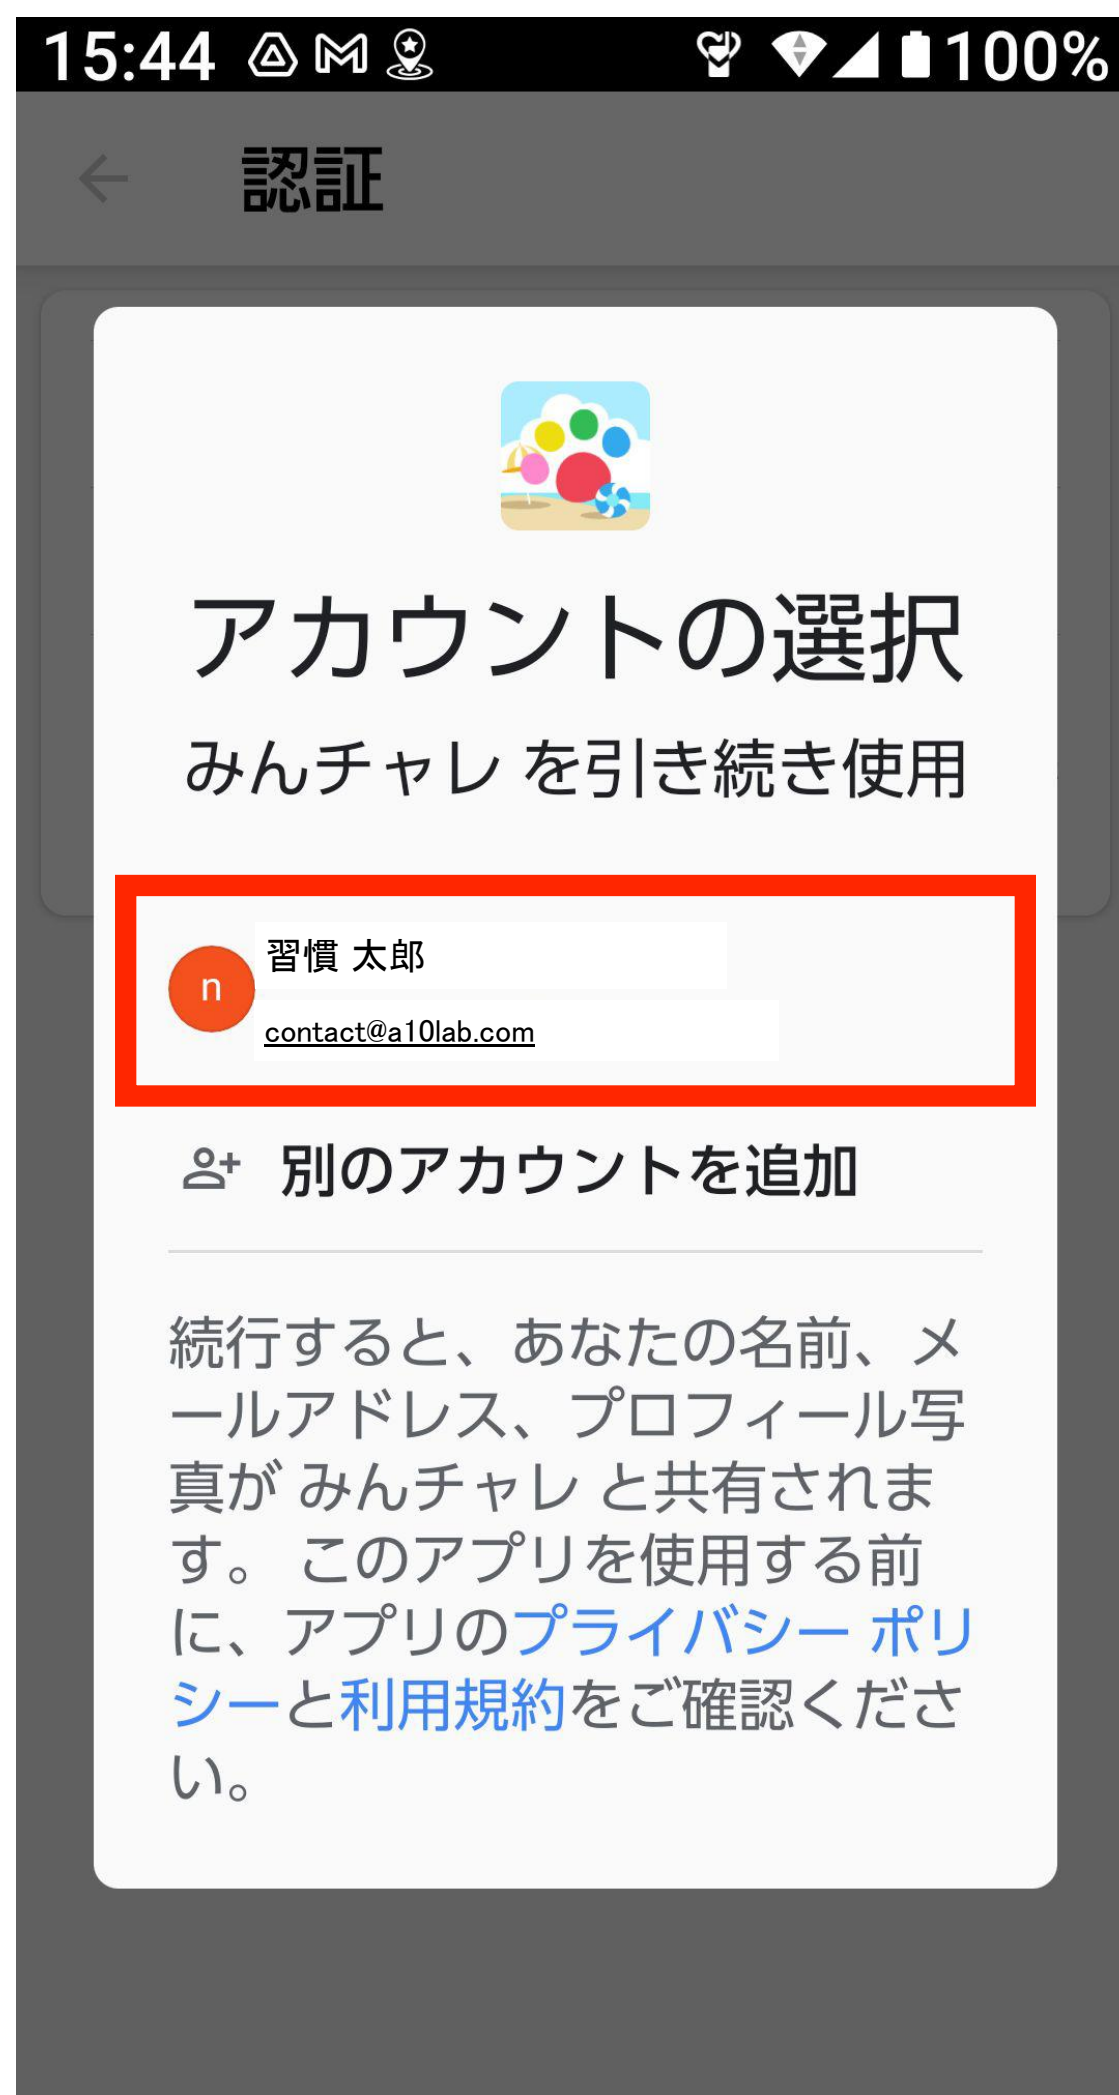 15:44 100%
認証
アカウントの選択
みんチャレ を引き続き使用
n
習慣 太郎
contact@a10lab.com
別のアカウントを追加
続行すると、あなたの名前、メ
ールアドレス、プロフィール写
真が みんチャレ と共有されま
す。 このアプリを使用する前
に、アプリのプライバシー ポリ
シーと利用規約をご確認くださ
い。